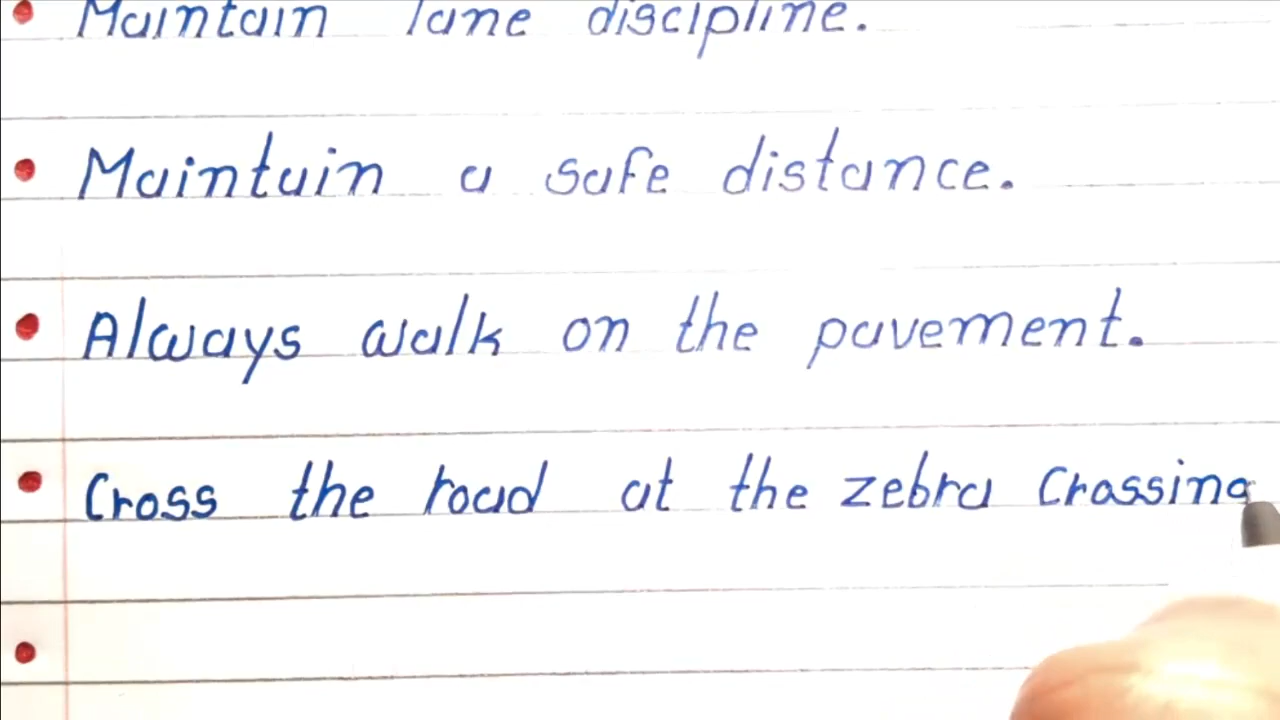 • Maintain lane discipline.
• Maintain a safe distance.
• Always walk on the pavement.
• Cross the road at the zebra Crossing
•